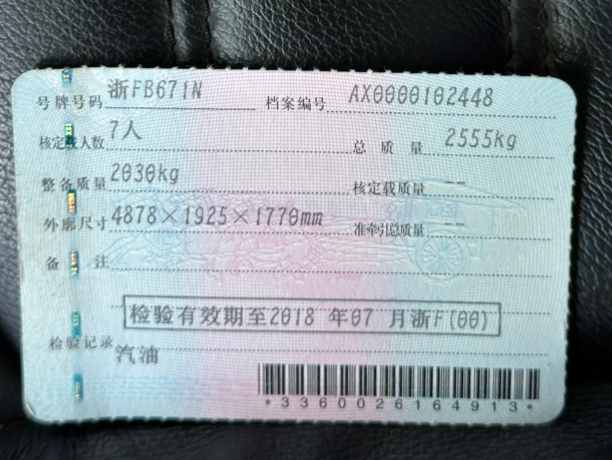 号牌号码 浙FB671N 档案编号 AX0000102448
核定载人数 7人 总质量 2555kg
整备质量 2030kg 核定载质量 --
外廓尺寸 4878×1925×1770mm 准牵引总质量 --
备注
检验有效期至2018 年07 月浙F(00)
检验记录
汽油
*3360026164913*